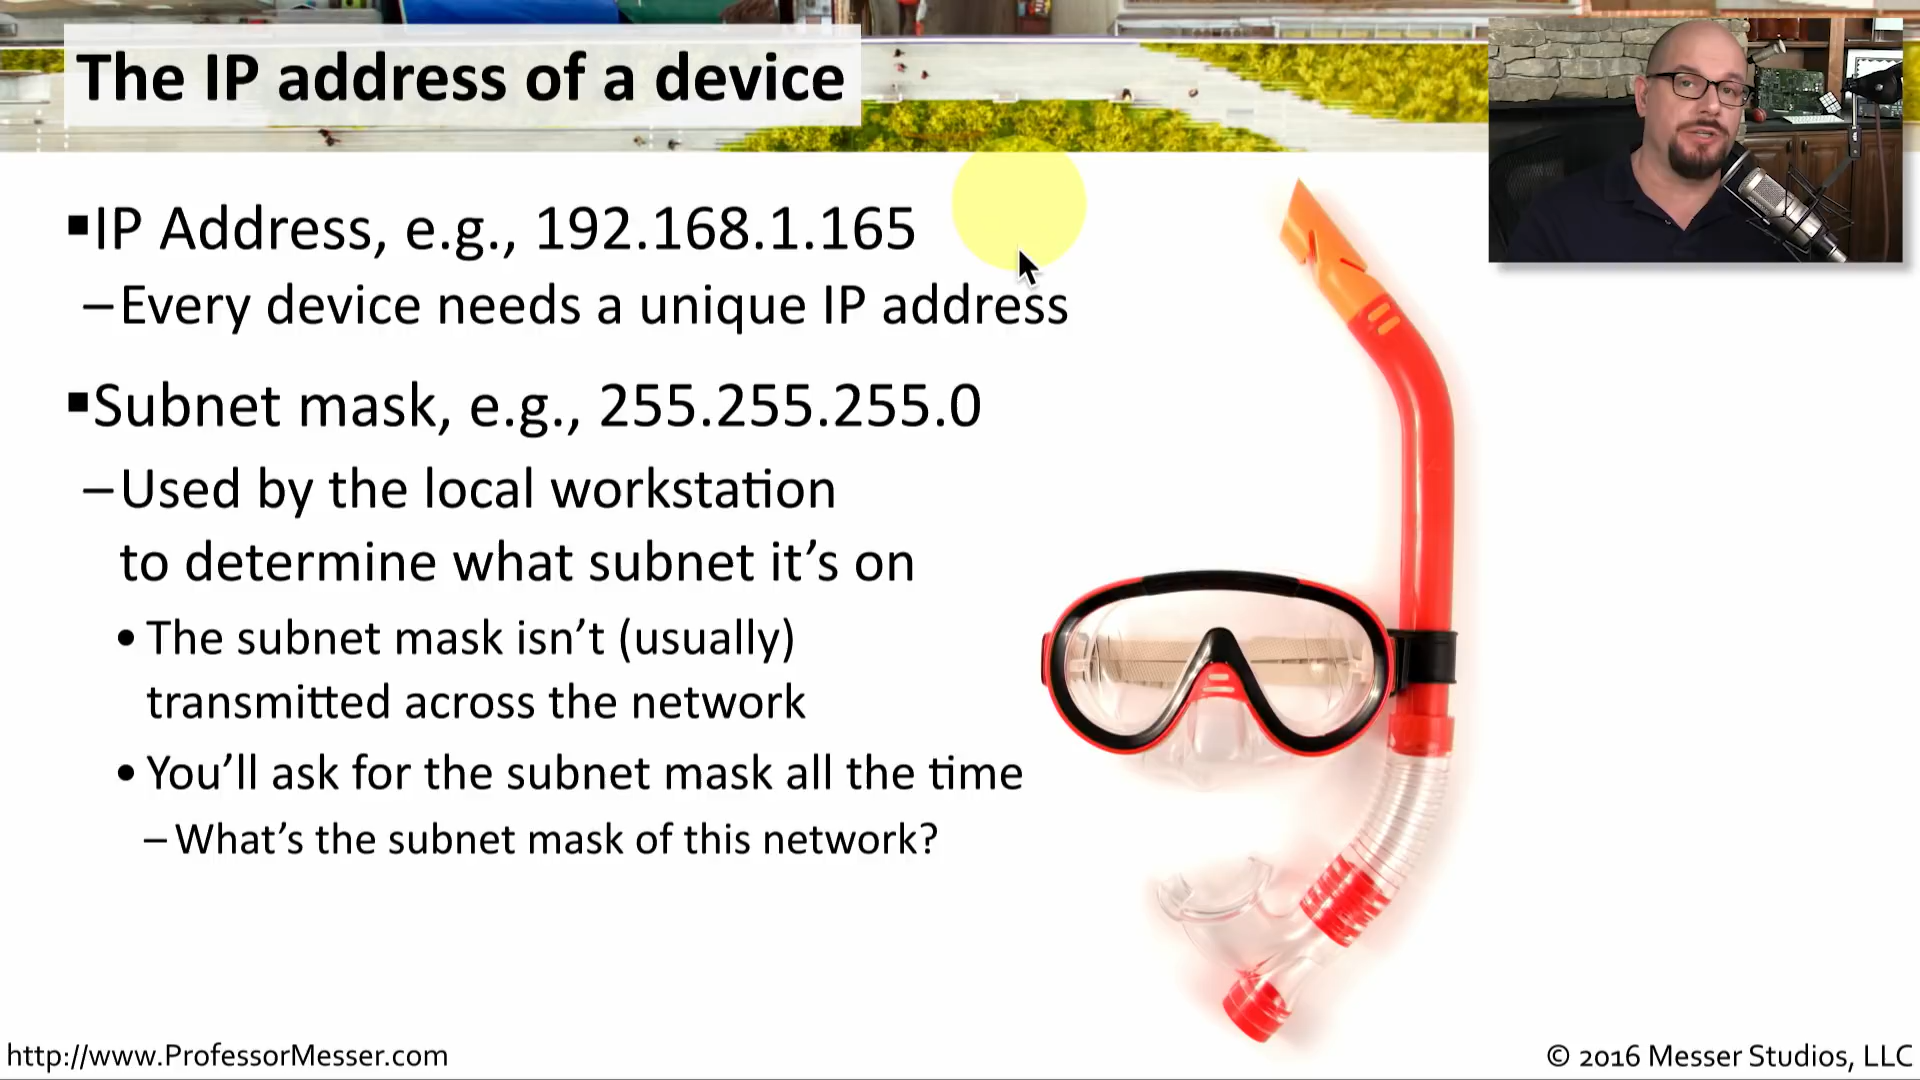 The IP address of a device
▪IP Address, e.g., 192.168.1.165
–Every device needs a unique IP address
▪Subnet mask, e.g., 255.255.255.0
–Used by the local workstation
to determine what subnet it’s on
•The subnet mask isn’t (usually)
transmitted across the network
•You’ll ask for the subnet mask all the time
–What’s the subnet mask of this network?
http://www.ProfessorMesser.com
© 2016 Messer Studios, LLC